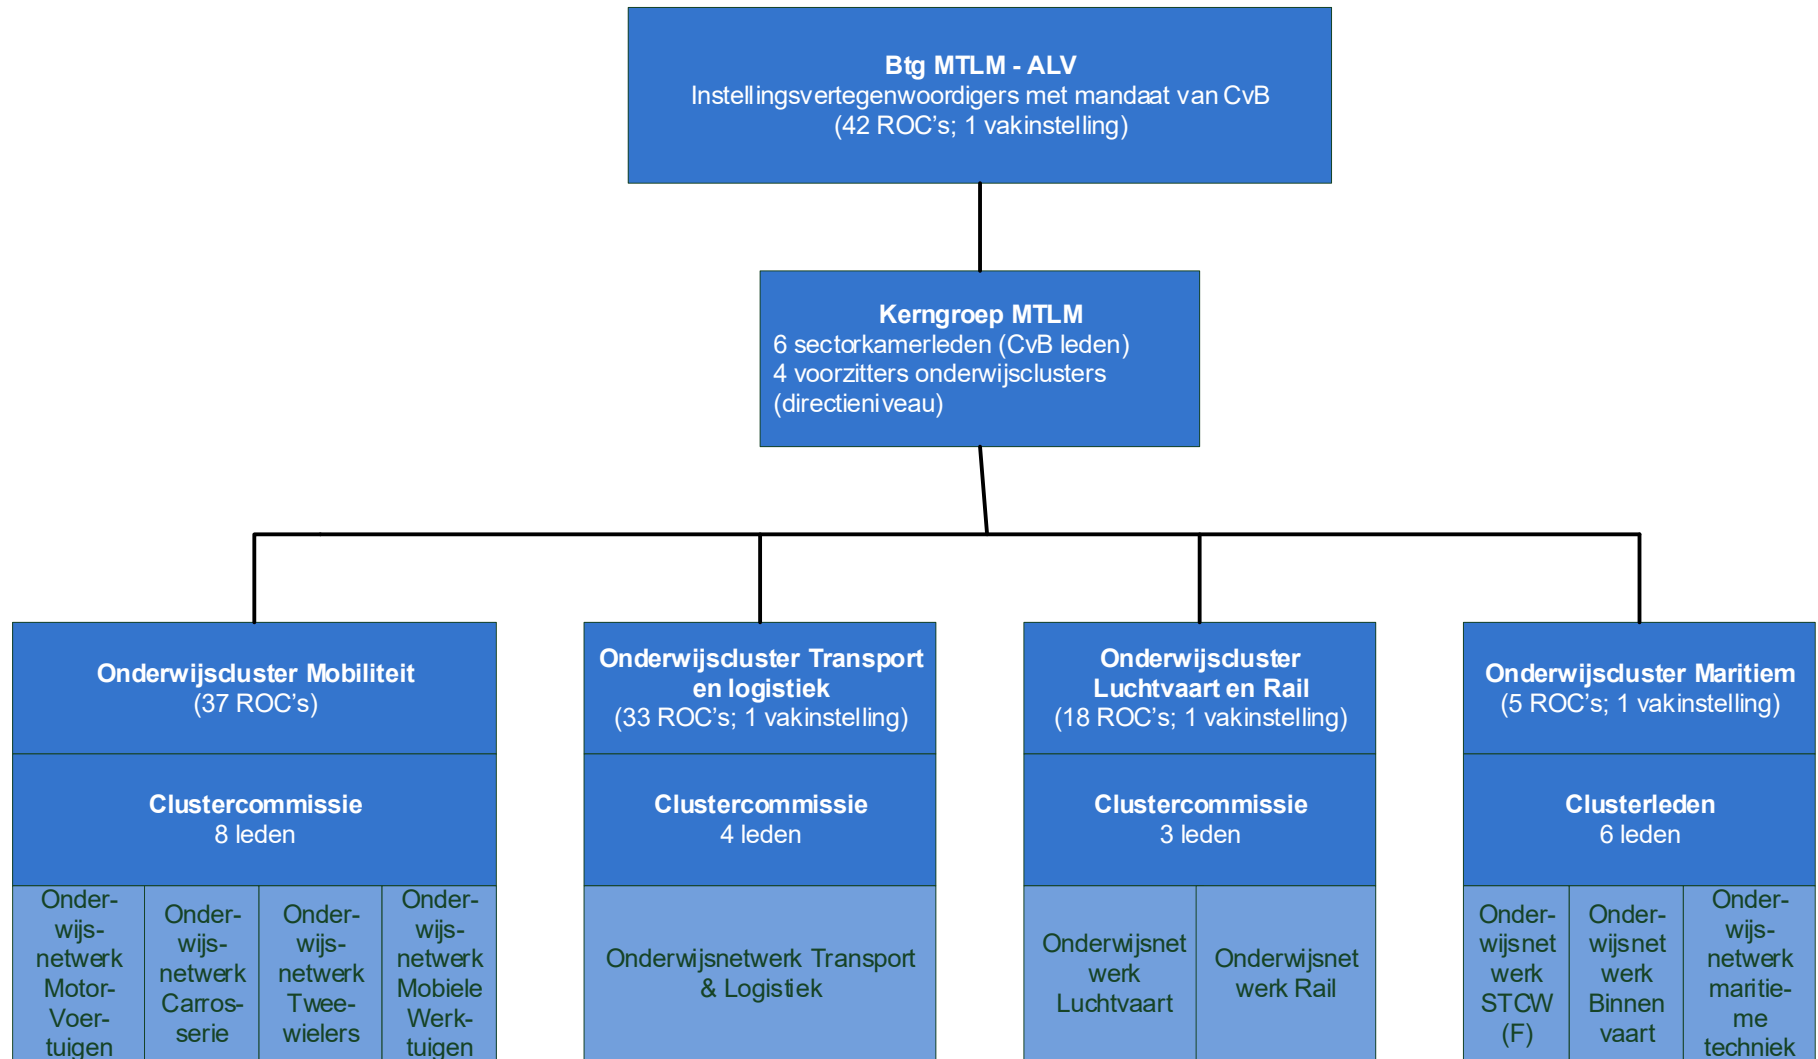 Btg MTLM - ALV
Instellingsvertegenwoordigers met mandaat van CvB
(42 ROC’s; 1 vakinstelling)
Kerngroep MTLM
6 sectorkamerleden (CvB leden)
4 voorzitters onderwijsclusters
(directieniveau)
Onderwijscluster Mobiliteit
(37 ROC’s)
Clustercommissie
8 leden
Onder-
wijs-
netwerk
Motor-
Voer-
tuigen
Onder-
wijs-
netwerk
Carros-
serie
Onder-
wijs-
netwerk
Twee-
wielers
Onder-
wijs-
netwerk
Mobiele
Werk-
tuigen
Onderwijscluster Transport
en logistiek
(33 ROC’s; 1 vakinstelling)
Clustercommissie
4 leden
Onderwijsnetwerk Transport
& Logistiek
Onderwijscluster
Luchtvaart en Rail
(18 ROC’s; 1 vakinstelling)
Clustercommissie
3 leden
Onderwijsnet
werk
Luchtvaart
Onderwijsnet
werk Rail
Onderwijscluster Maritiem
(5 ROC’s; 1 vakinstelling)
Clusterleden
6 leden
Onder-
wijsnet
werk
STCW
(F)
Onder-
wijsnet
werk
Binnen
vaart
Onder-
wijs-
netwerk
maritie-
me
techniek